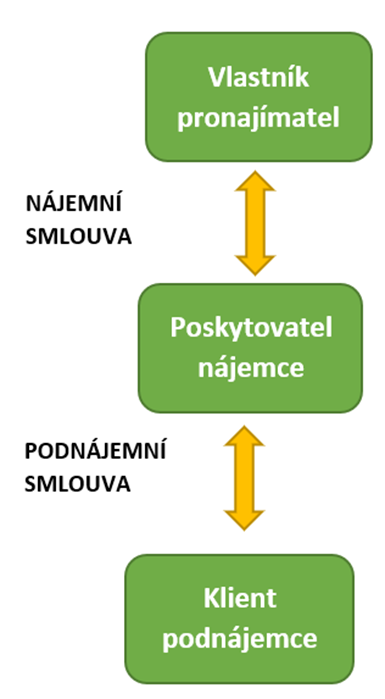 Vlastník
pronajímatel
NÁJEMNÍ
SMLOUVA
Poskytovatel
nájemce
PODNÁJEMNÍ
SMLOUVA
Klient
podnájemce